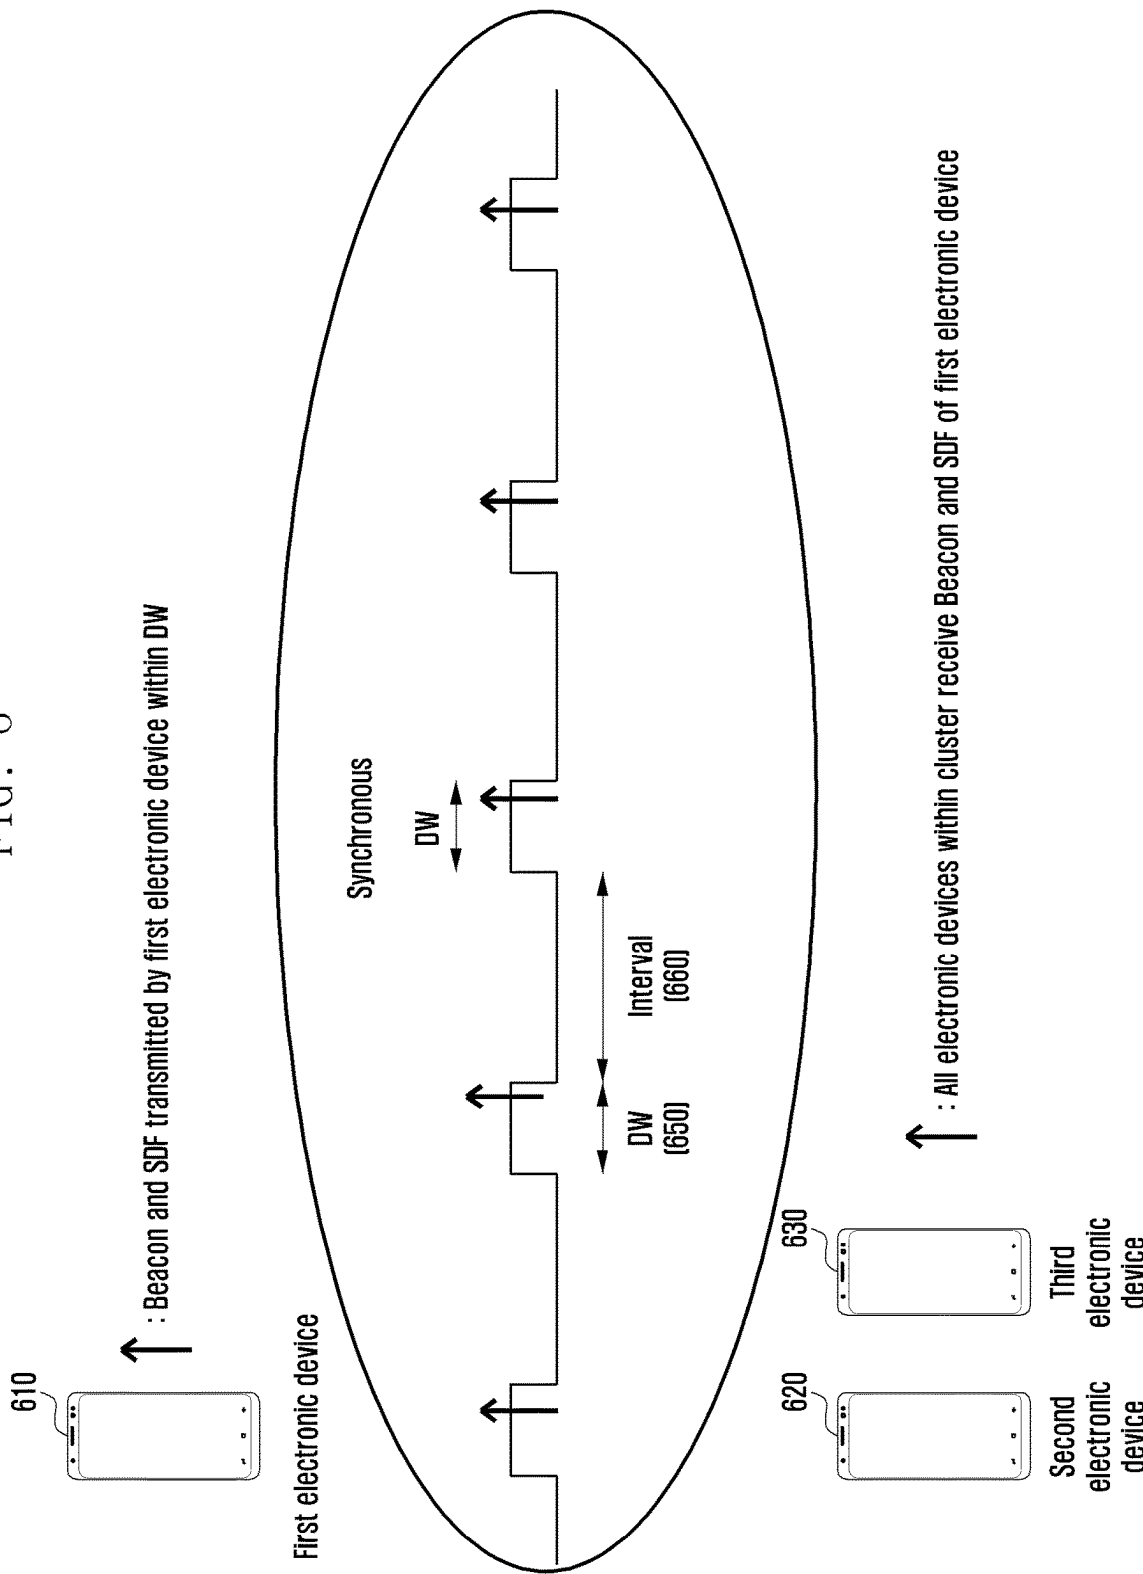 FIG.
610
: Beacon and SDF transmitted by first electronic device within DW
First electronic device
Synchronous
DW
DW
(650)
Interval
(660)
620
630
: All electronic devices within cluster receive Beacon and SDF of first electronic device
Second
electronic
device
Third
electronic
device